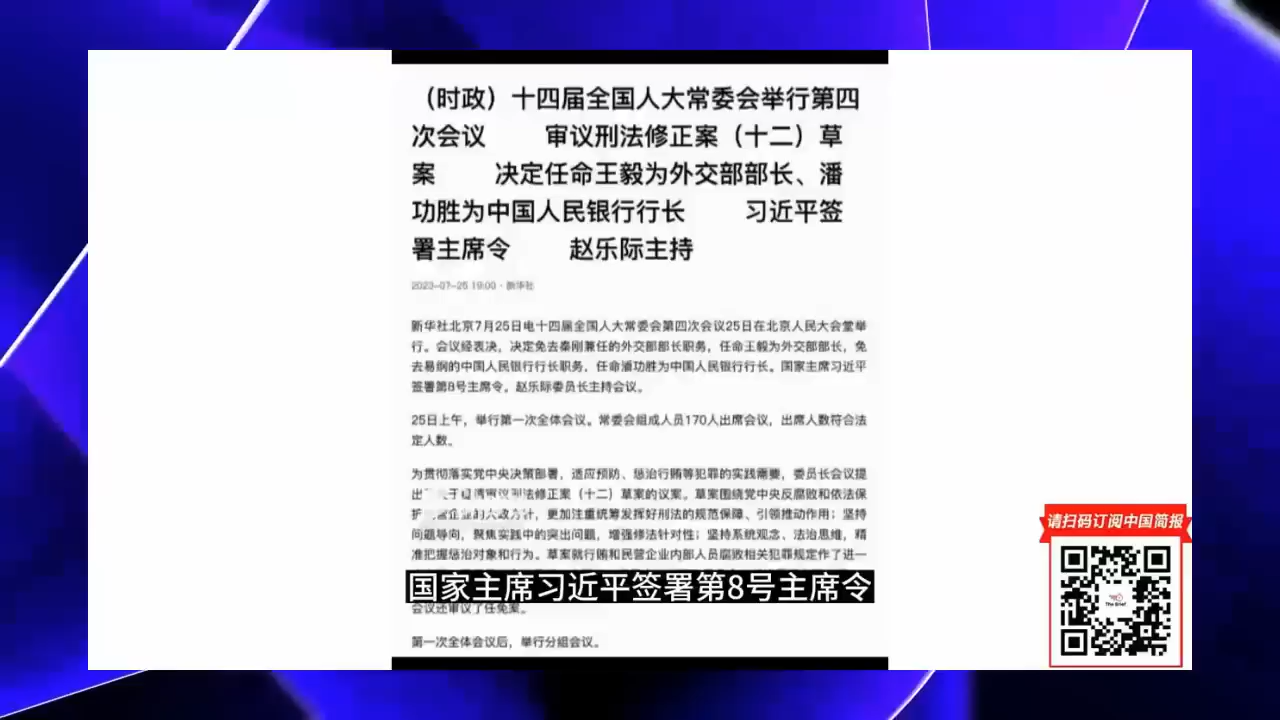 （时政）十四届全国人大常委会举行第四
次会议　　审议刑法修正案（十二）草
案　　决定任命王毅为外交部部长、潘
功胜为中国人民银行行长　　习近平签
署主席令　　赵乐际主持
2023-07-25 19:00 · 新华社
新华社北京7月25日电十四届全国人大常委会第四次会议25日在北京人民大会堂举
行。会议经表决，决定免去秦刚兼任的外交部部长职务，任命王毅为外交部部长，免
去易纲的中国人民银行行长职务，任命潘功胜为中国人民银行行长。国家主席习近平
签署第8号主席令。赵乐际委员长主持会议。
25日上午，举行第一次全体会议。常委会组成人员170人出席会议，出席人数符合法
定人数。
为贯彻落实党中央决策部署，适应预防、惩治行贿等犯罪的实践需要，委员长会议提
出了关于提请审议刑法修正案（十二）草案的议案。草案围绕党中央反腐败和依法保
护民营企业的大政方针，更加注重统筹发挥好刑法的规范保障、引领推动作用；坚持
问题导向，聚焦实践中的突出问题，增强修法针对性；坚持系统观念、法治思维，精
准把握惩治对象和行为。草案就行贿和民营企业内部人员腐败相关犯罪规定作了进一
国家主席习近平签署第8号主席令
会议还审议了任免案。
第一次全体会议后，举行分组会议。
请扫码订阅中国简报
The Brief